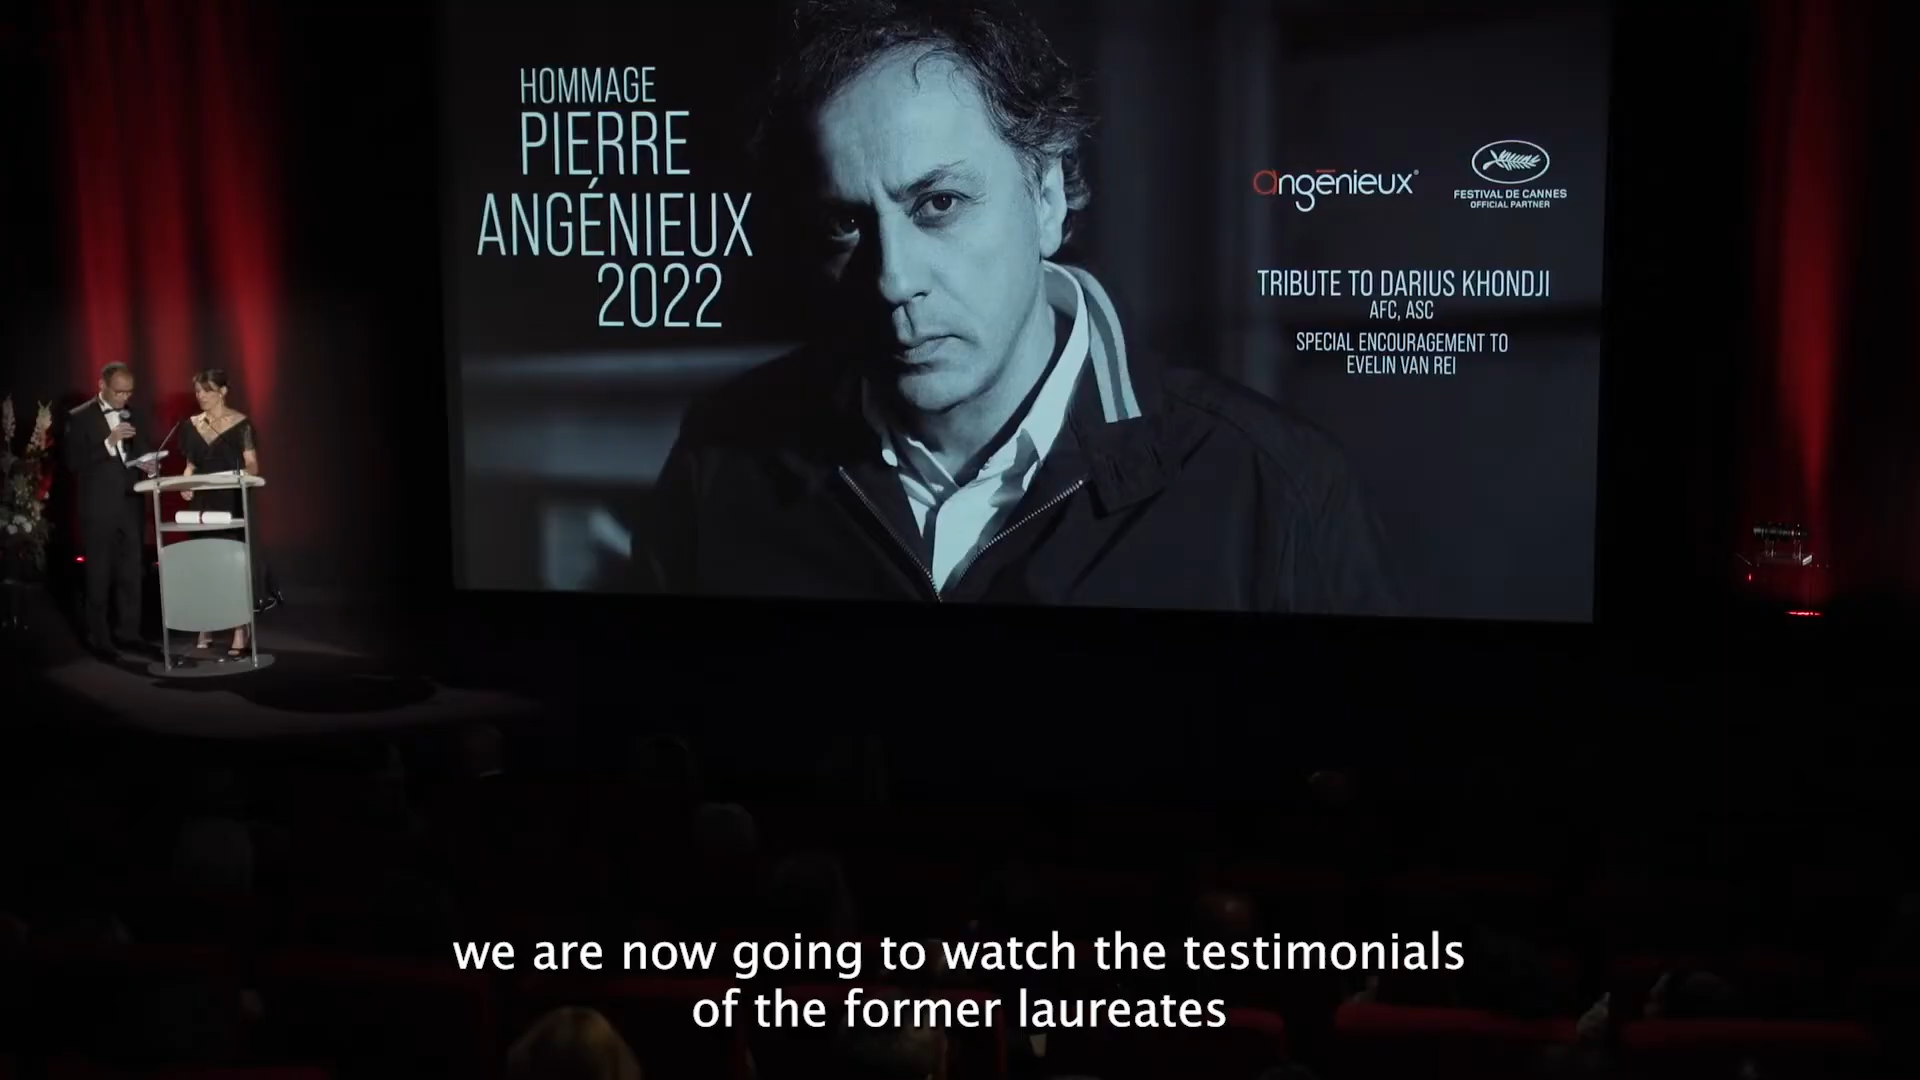 HOMMAGE
PIERRE
ANGÉNIEUX
2022
angēnieux®
FESTIVAL DE CANNES
OFFICIAL PARTNER
TRIBUTE TO DARIUS KHONDJI
AFC, ASC
SPECIAL ENCOURAGEMENT TO
EVELIN VAN REI
we are now going to watch the testimonials
of the former laureates